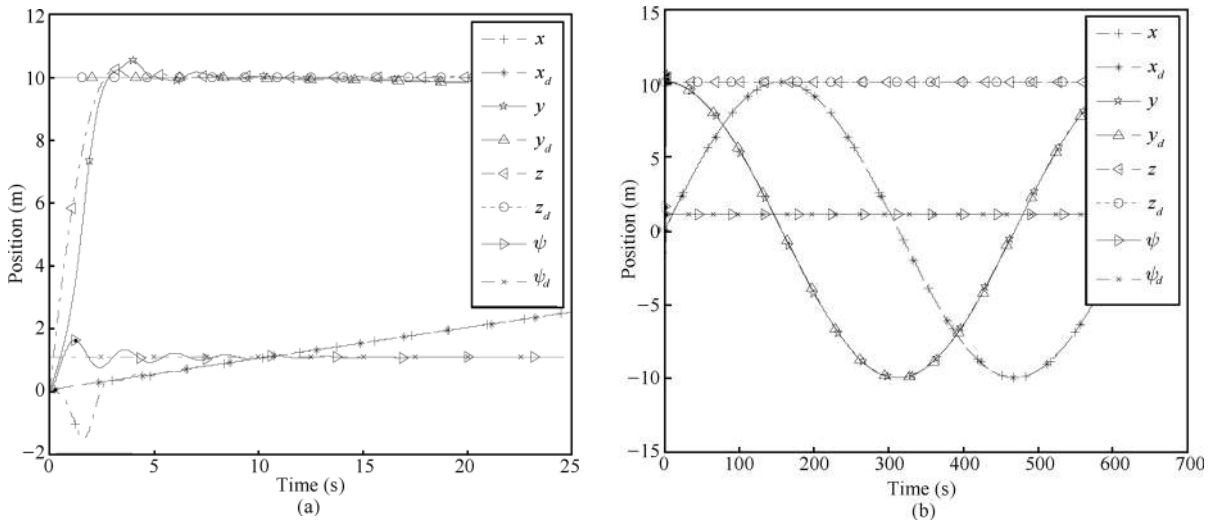 12
10
8
6
4
2
0
−2
0
5
10
15
20
25
Position (m)
Time (s)
(a)
x
x_d
y
y_d
z
z_d
ψ
ψ_d
15
10
5
0
−5
−10
−15
0
100
200
300
400
500
600
700
Position (m)
Time (s)
(b)
x
x_d
y
y_d
z
z_d
ψ
ψ_d